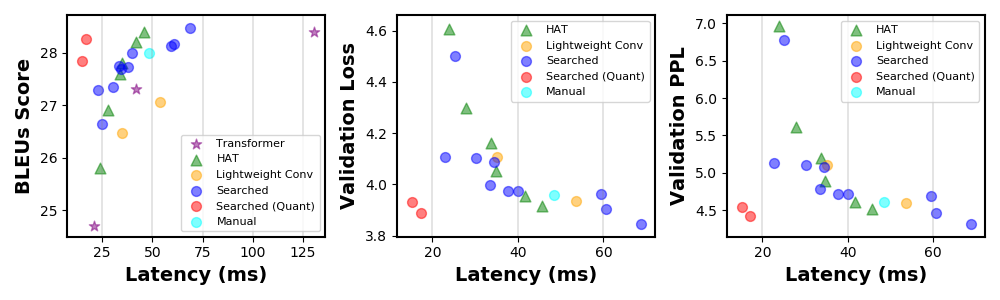 BLEUs Score
28
27
26
25
25
50
75
100
125
Latency (ms)
Transformer
HAT
Lightweight Conv
Searched
Searched (Quant)
Manual
Validation Loss
4.6
4.4
4.2
4.0
3.8
20
40
60
Latency (ms)
HAT
Lightweight Conv
Searched
Searched (Quant)
Manual
Validation PPL
7.0
6.5
6.0
5.5
5.0
4.5
20
40
60
Latency (ms)
HAT
Lightweight Conv
Searched
Searched (Quant)
Manual